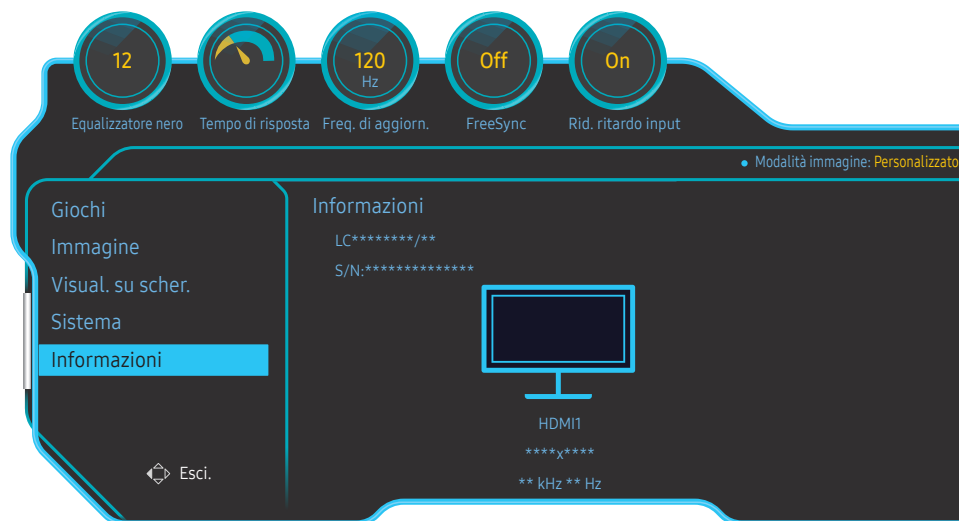 12
120
Hz
Off
On
Equalizzatore nero
Tempo di risposta
Freq. di aggiorn.
FreeSync
Rid. ritardo input
Modalità immagine: Personalizzato
Giochi
Immagine
Visual. su scher.
Sistema
Informazioni
Esci.
Informazioni
LC********/**
S/N:**************
HDMI1
****x****
** kHz ** Hz